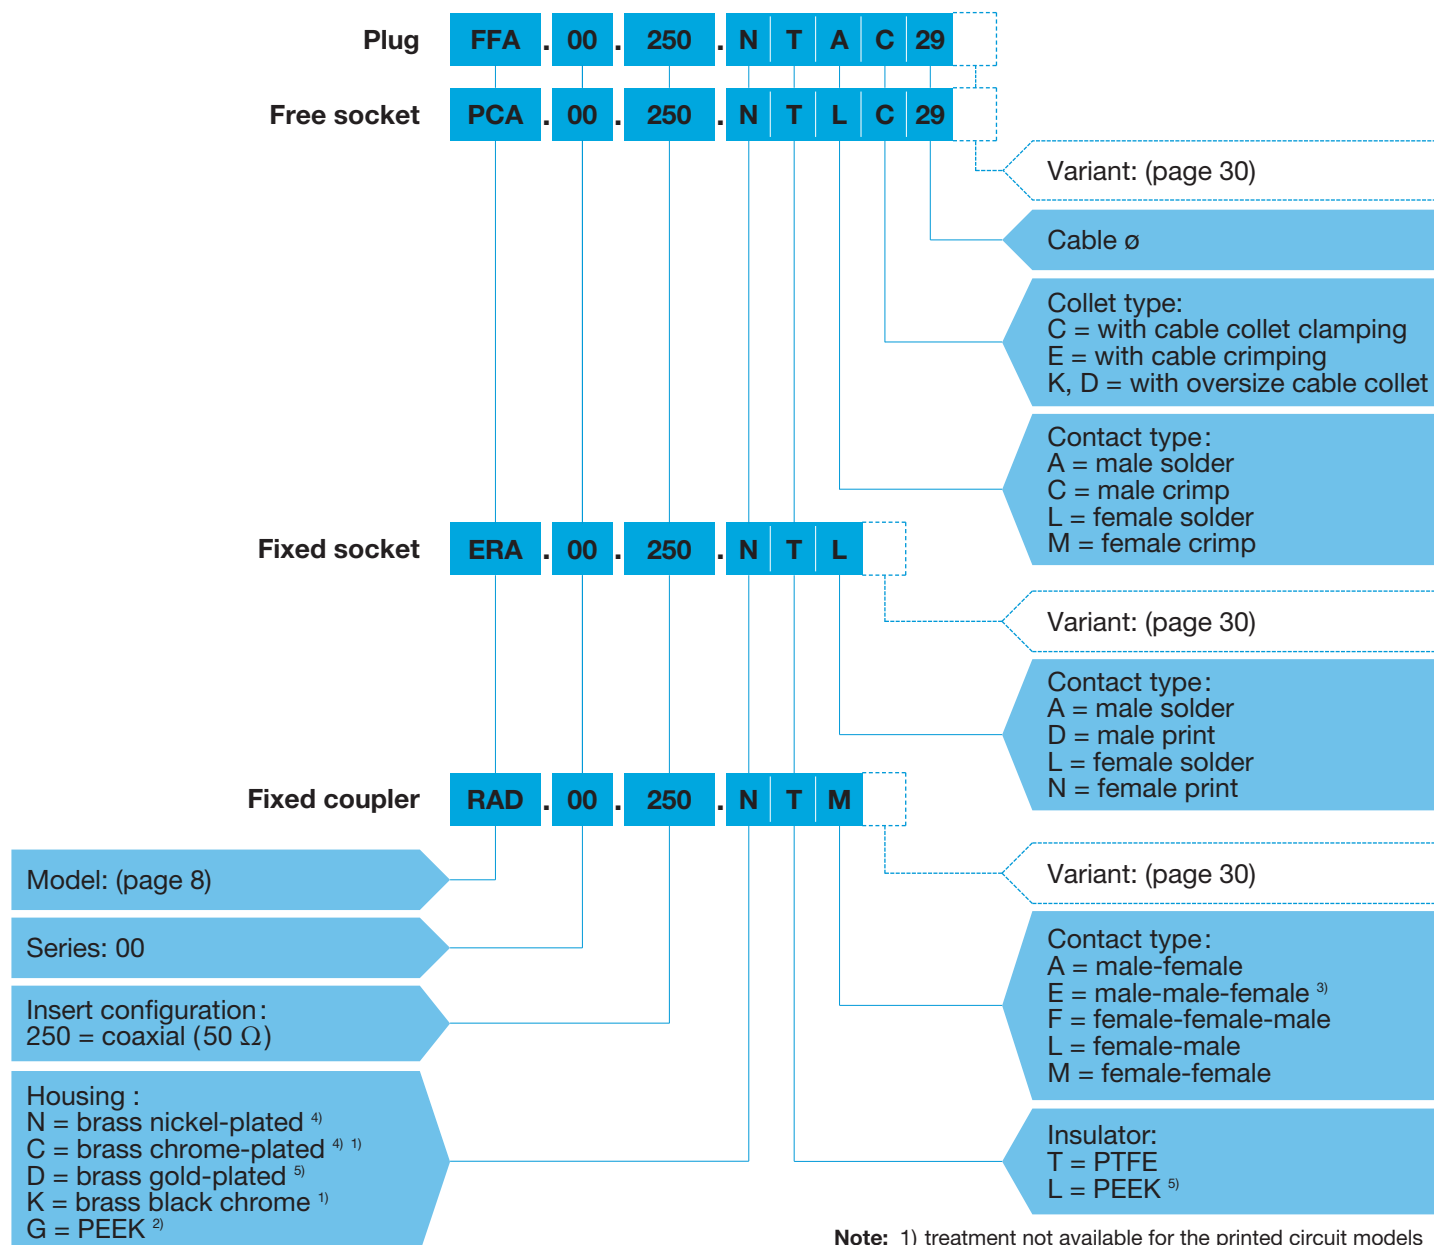 Plug FFA . 00 . 250 . N T A C 29
Free socket PCA . 00 . 250 . N T L C 29
Variant: (page 30)
Cable ø
Collet type:
C = with cable collet clamping
E = with cable crimping
K, D = with oversize cable collet
Contact type:
A = male solder
C = male crimp
L = female solder
M = female crimp
Fixed socket ERA . 00 . 250 . N T L
Variant: (page 30)
Contact type:
A = male solder
D = male print
L = female solder
N = female print
Fixed coupler RAD . 00 . 250 . N T M
Variant: (page 30)
Model: (page 8)
Series: 00
Insert configuration:
250 = coaxial (50 Ω)
Housing :
N = brass nickel-plated 4)
C = brass chrome-plated 4) 1)
D = brass gold-plated 5)
K = brass black chrome 1)
G = PEEK 2)
Contact type:
A = male-female
E = male-male-female 3)
F = female-female-male
L = female-male
M = female-female
Insulator:
T = PTFE
L = PEEK 5)
Note: 1) treatment not available for the printed circuit models